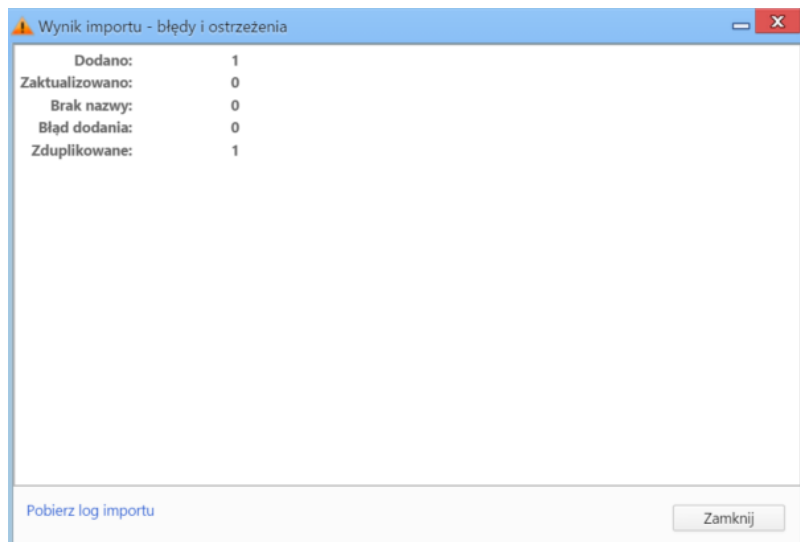 Wynik importu - błędy i ostrzeżenia
Dodano: 1
Zaktualizowano: 0
Brak nazwy: 0
Błąd dodania: 0
Zduplikowane: 1
Pobierz log importu
Zamknij